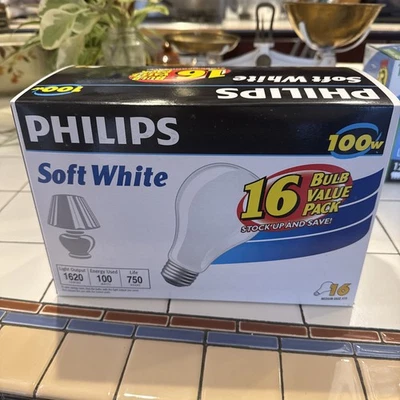 16
Soft White
PHILIPS
100w
PHILIPS
100w
Soft White
16 BULB
VALUE
PACK
STOCK UP AND SAVE!
Light Output Energy Used Life
1620 100 750
16